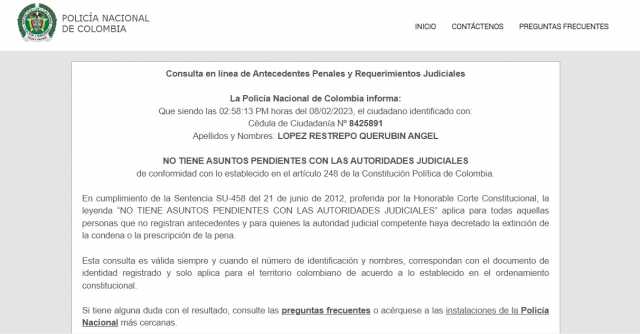 POLICÍA NACIONAL
DE COLOMBIA
INICIO CONTÁCTENOS PREGUNTAS FRECUENTES
Consulta en línea de Antecedentes Penales y Requerimientos Judiciales
La Policía Nacional de Colombia informa:
Que siendo las 02:58:13 PM horas del 08/02/2023, el ciudadano identificado con:
Cédula de Ciudadanía Nº 8425891
Apellidos y Nombres: LOPEZ RESTREPO QUERUBIN ANGEL
NO TIENE ASUNTOS PENDIENTES CON LAS AUTORIDADES JUDICIALES
de conformidad con lo establecido en el artículo 248 de la Constitución Política de Colombia.
En cumplimiento de la Sentencia SU-458 del 21 de junio de 2012, proferida por la Honorable Corte Constitucional, la
leyenda "NO TIENE ASUNTOS PENDIENTES CON LAS AUTORIDADES JUDICIALES" aplica para todas aquellas
personas que no registran antecedentes y para quienes la autoridad judicial competente haya decretado la extinción de
la condena o la prescripción de la pena.
Esta consulta es válida siempre y cuando el número de identificación y nombres, correspondan con el documento de
identidad registrado y solo aplica para el territorio colombiano de acuerdo a lo establecido en el ordenamiento
constitucional.
Si tiene alguna duda con el resultado, consulte las preguntas frecuentes o acérquese a las instalaciones de la Policía
Nacional más cercanas.